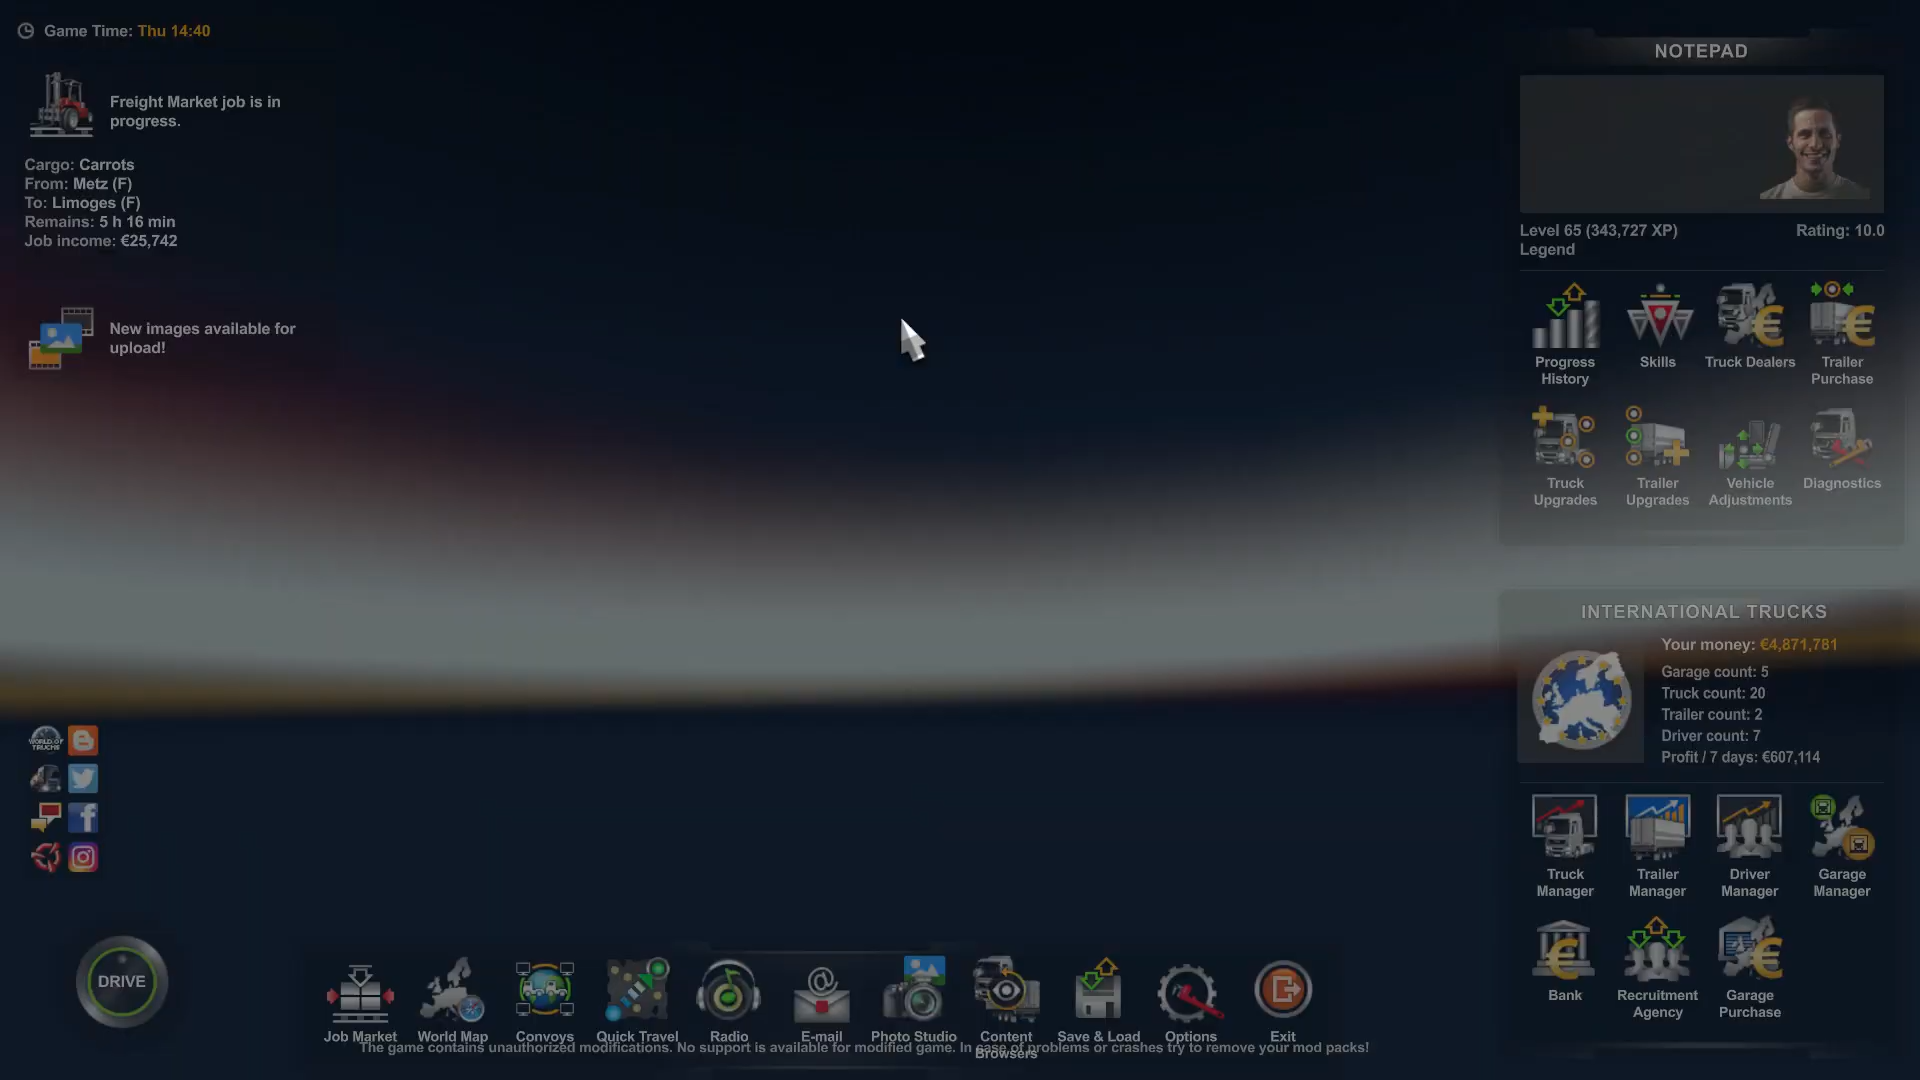 Game Time: Thu 14:40
Freight Market job is in
progress.
Cargo: Carrots
From: Metz (F)
To: Limoges (F)
Remains: 5 h 16 min
Job income: €25,742
New images available for
upload!
NOTEPAD
Level 65 (343,727 XP)
Rating: 10.0
Legend
Progress
History
Skills
Truck Dealers
Trailer
Purchase
Truck
Upgrades
Trailer
Upgrades
Vehicle
Adjustments
Diagnostics
INTERNATIONAL TRUCKS
Your money: €4,871,781
Garage count: 5
Truck count: 20
Trailer count: 2
Driver count: 7
Profit / 7 days: €607,114
Truck
Manager
Trailer
Manager
Driver
Manager
Garage
Manager
Bank
Recruitment
Agency
Garage
Purchase
WORLD OF
TRUCKS
DRIVE
Job Market
World Map
Convoys
Quick Travel
Radio
E-mail
Photo Studio
Content
Browsers
Save & Load
Options
Exit
The game contains unauthorized modifications. No support is available for modified game. In case of problems or crashes try to remove your mod packs!